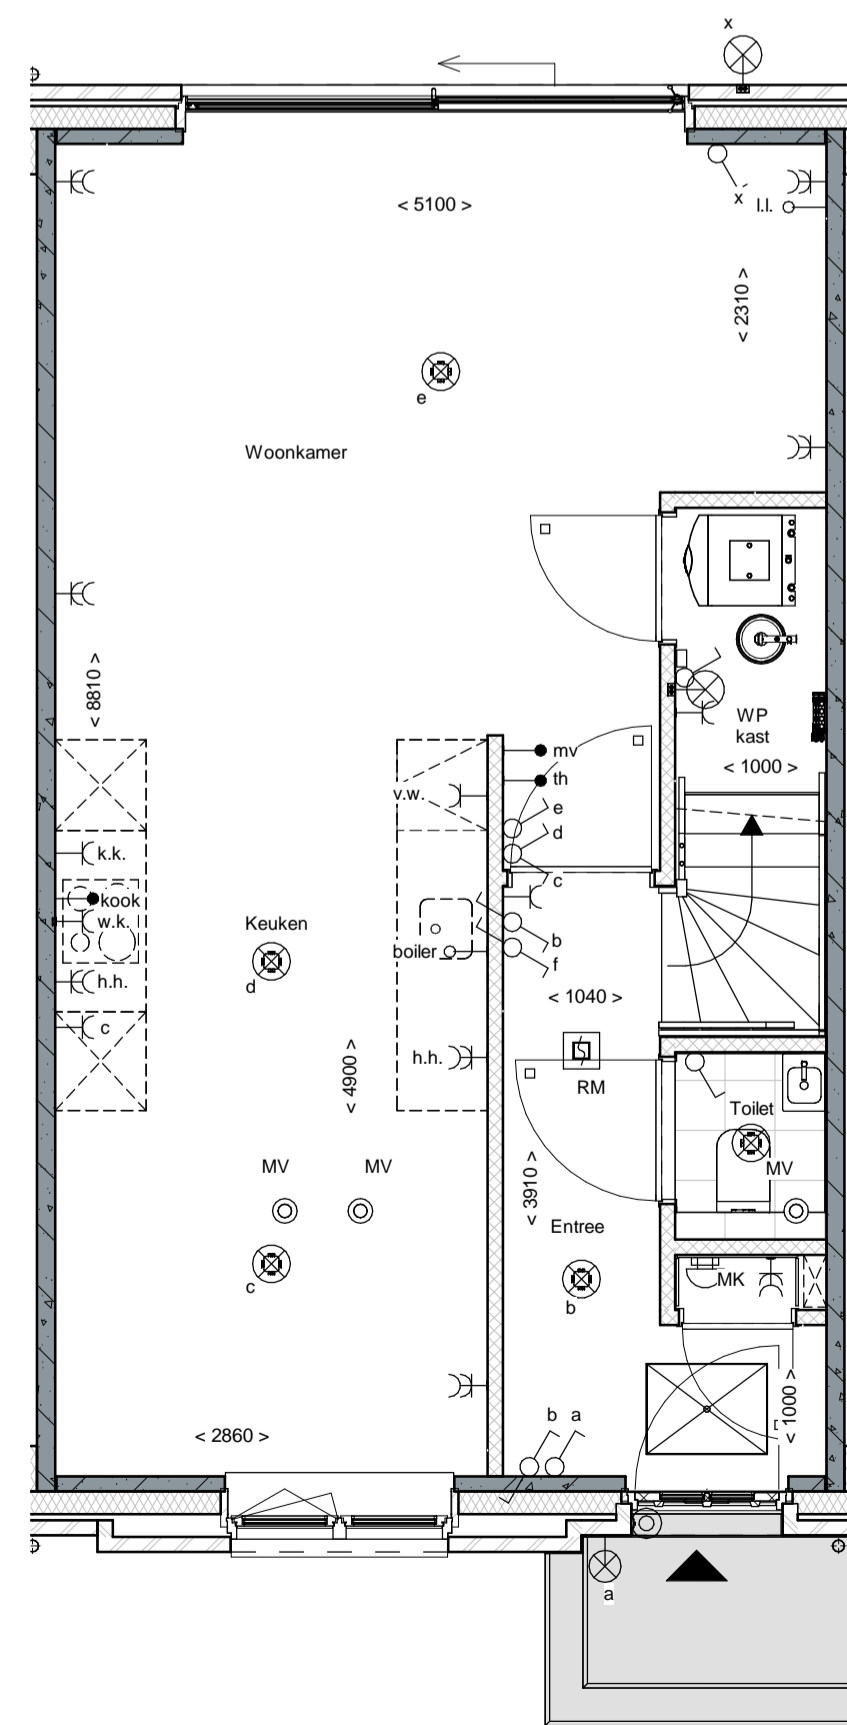 x
< 5100 >
x
l.l.
< 2310 >
e
Woonkamer
< 8810 >
WP
kast
< 1000 >
mv
th
v.w.
e
d
c
k.k.
kook
w.k.
Keuken
b
boiler
f
d
h.h.
< 1040 >
c
h.h.
< 4900 >
RM
Toilet
MV
MV
MV
< 3910 >
Entree
MK
c
b
< 1000 >
b
a
< 2860 >
a